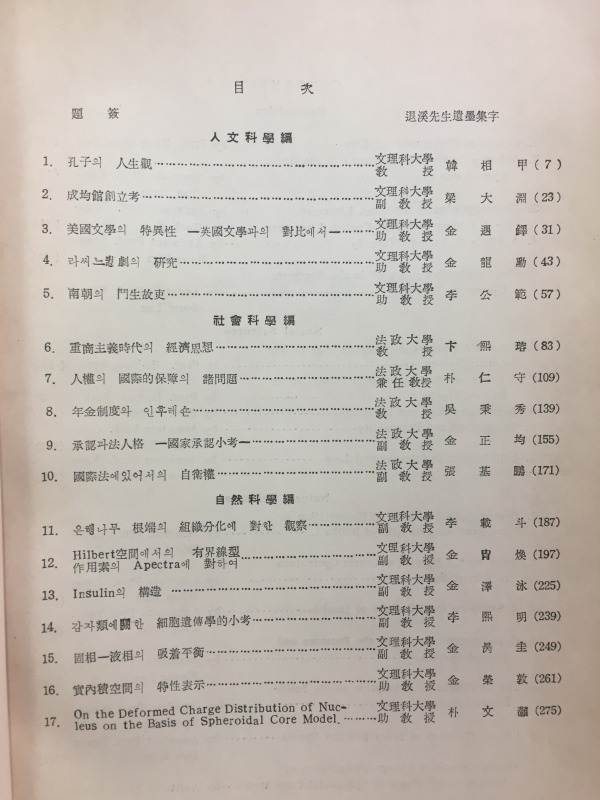 目 次
題 簽 退溪先生遺墨集字
人文科學編
1. 孔子의 人生觀 文理科大學 教授 韓相甲 (7)
2. 成均館創立考 文理科大學 副教授 梁大淵 (23)
3. 美國文學의 特異性 —英國文學과의 對比에서— 文理科大學 助教授 金遇鐸 (31)
4. 라씨느悲劇의 硏究 文理科大學 助教授 金龍勳 (43)
5. 南朝의 門生故吏 文理科大學 助教授 李公範 (57)
社會科學編
6. 重商主義時代의 經濟思想 法政大學 教授 卞熙瑢 (83)
7. 人權의 國際的保障의 諸問題 法政大學 兼任教授 朴仁守 (109)
8. 年金制度와 인후레숀 法政大學 教授 吳秉秀 (139)
9. 承認과法人格 —國家承認小考— 法政大學 副教授 金正均 (155)
10. 國際法에있어서의 自衛權 法政大學 副教授 張基鵬 (171)
自然科學編
11. 은행나무 根端의 組織分化에 對한 觀察 文理科大學 副教授 李載斗 (187)
12. Hilbert空間에서의 有界線型
作用素의 Apectra에 對하여 文理科大學 副教授 金冑煥 (197)
13. Insulin의 構造 文理科大學 副教授 金澤泳 (225)
14. 감자類에關한 細胞遺傳學的小考 文理科大學 副教授 李熙明 (239)
15. 固相—液相의 吸着平衡 文理科大學 副教授 金圭 (249)
16. 實內積空間의 特性表示 文理科大學 助教授 金榮敦 (261)
17. On the Deformed Charge Distribution of Nuc-
leus on the Basis of Spheroidal Core Model. 文理科大學 助教授 朴文 (275)